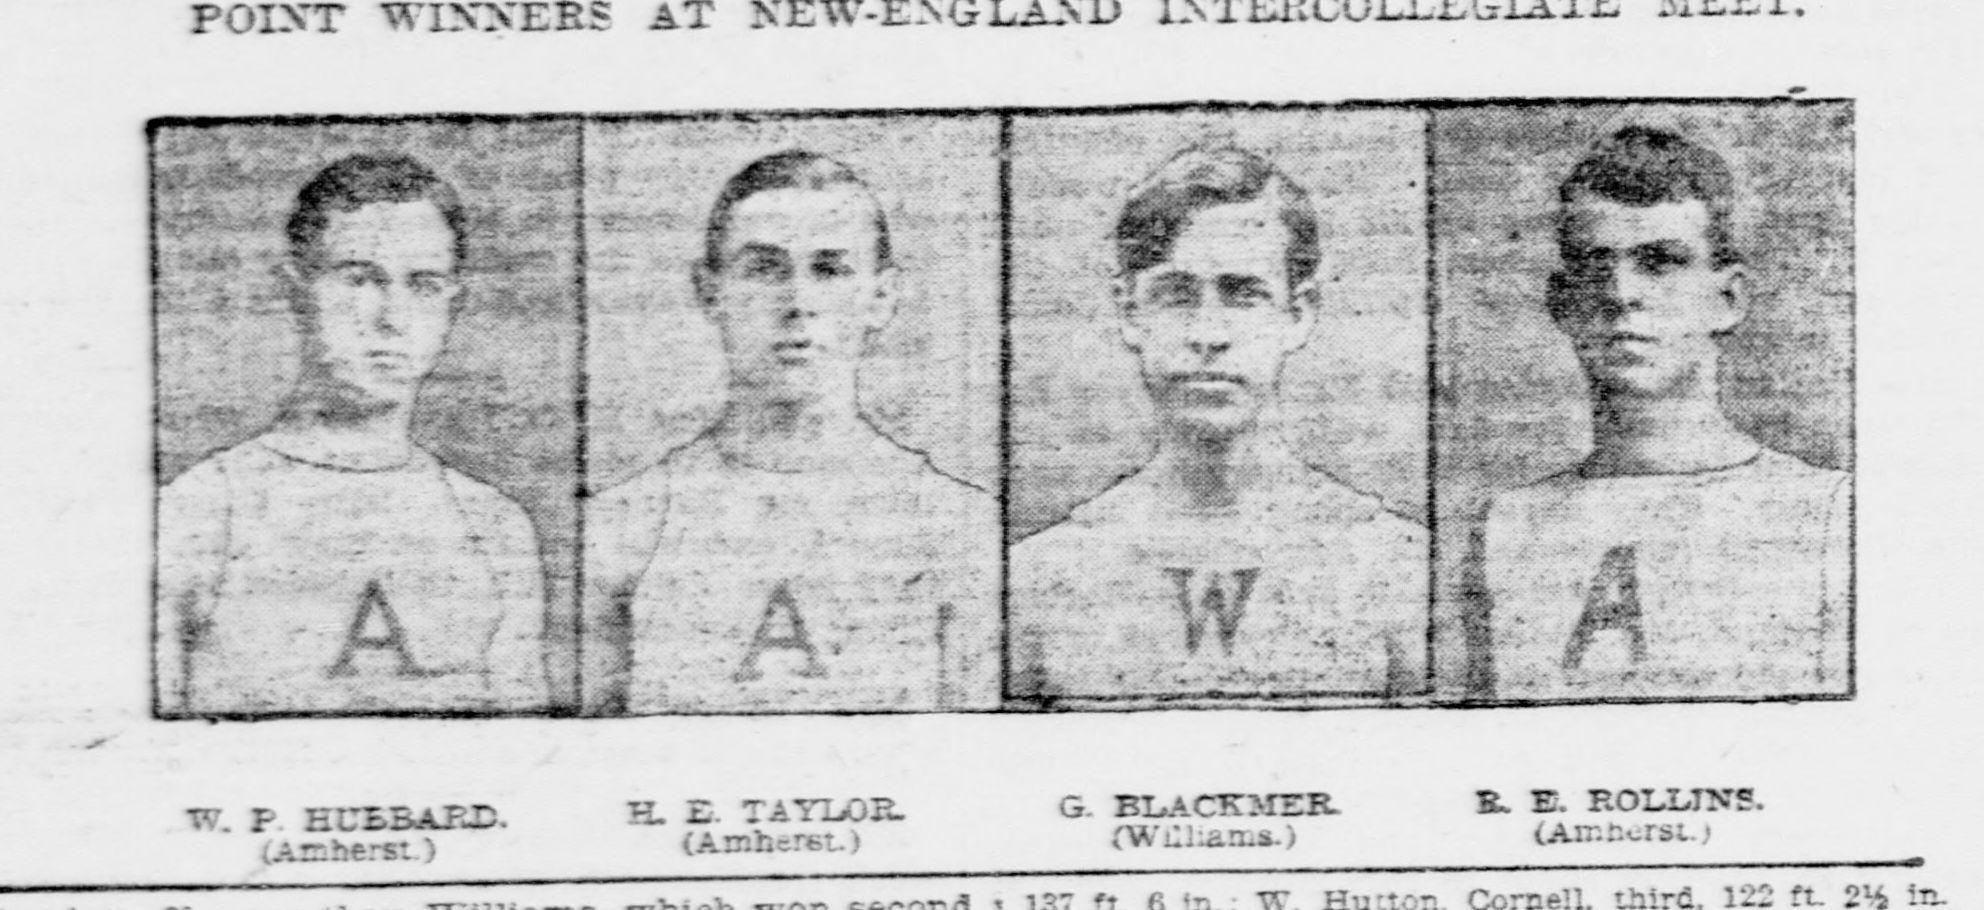 POINT WINNERS AT NEW-ENGLAND INTERCOLLEGIATE MEET.
A A W A
W. P. HUBBARD. H. E. TAYLOR. G. BLACKMER. R. E. ROLLINS.
(Amherst.) (Amherst.) (Williams.) (Amherst.)
Williams, which won second 137 ft. 6 in.; W. Hutton, Cornell, third, 122 ft. 2½ in.